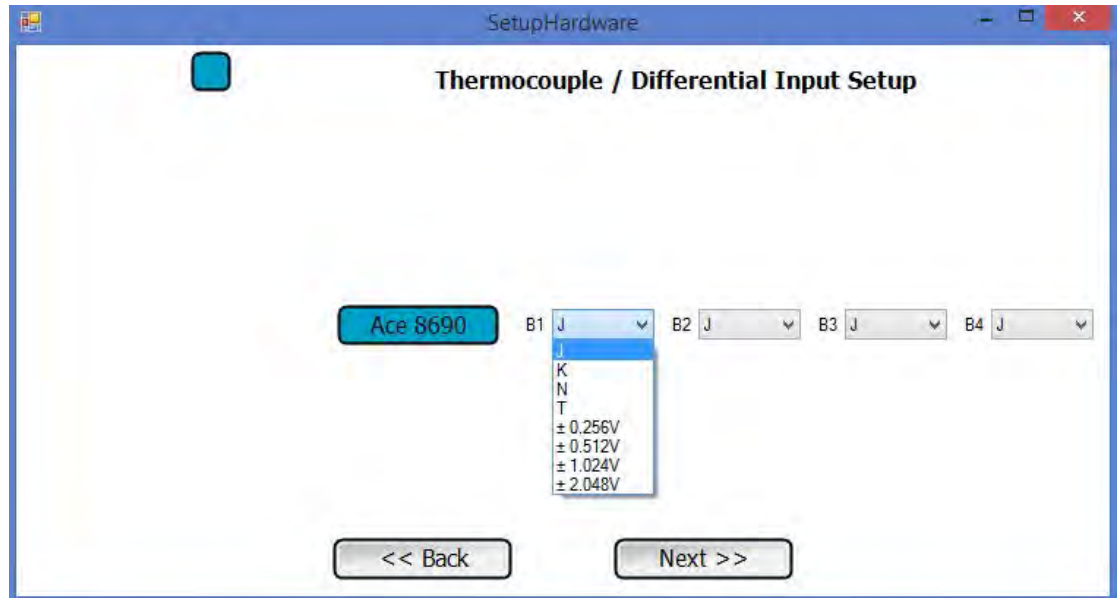 SetupHardware
Thermocouple / Differential Input Setup
Ace 8690 B1 J B2 J B3 J B4 J
J
K
N
T
± 0.256V
± 0.512V
± 1.024V
± 2.048V
<< Back Next >>